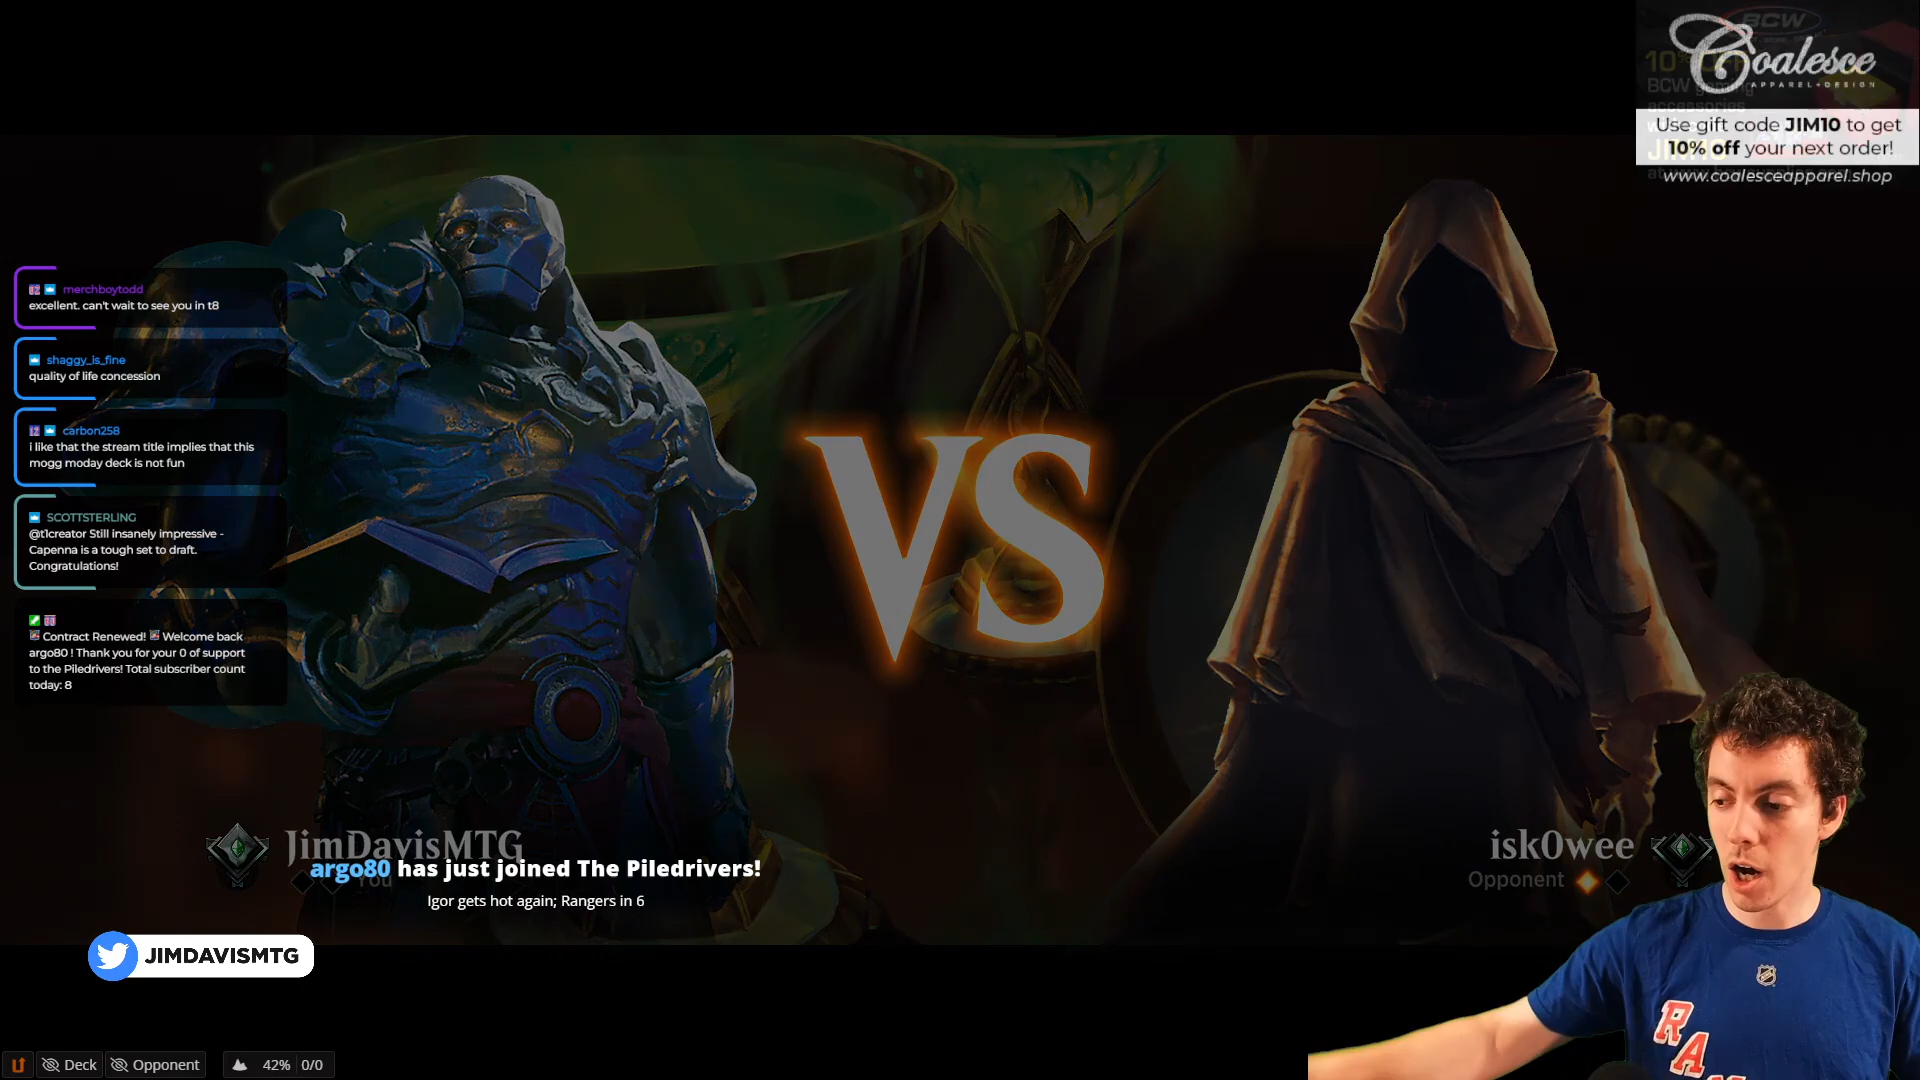 Coalesce
APPAREL+DESIGN
Use gift code JIM10 to get
10% off your next order!
www.coalesceapparel.shop
merchboytodd
excellent. can't wait to see you in t8
shaggy_is_fine
quality of life concession
carbon258
i like that the stream title implies that this
mogg moday deck is not fun
SCOTTSTERLING
@t1creator Still insanely impressive -
Capenna is a tough set to draft.
Congratulations!
Contract Renewed! Welcome back
argo80 ! Thank you for your 0 of support
to the Piledrivers! Total subscriber count
today: 8
VS
JimDavisMTG
You
argo80 has just joined The Piledrivers!
Igor gets hot again; Rangers in 6
isk0wee
Opponent
JIMDAVISMTG
RA
Deck
Opponent
42%
0/0